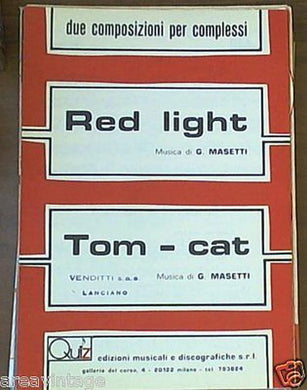 due composizioni per complessi
Red light
Musica di G. MASETTI
Tom - cat
VENDITTI s.a.s Musica di G. MASETTI
LANCIANO
Quiz edizioni musicali e discografiche s.r.l.
galleria del corso, 4 - 20122 milano - tel 793824
areavintage